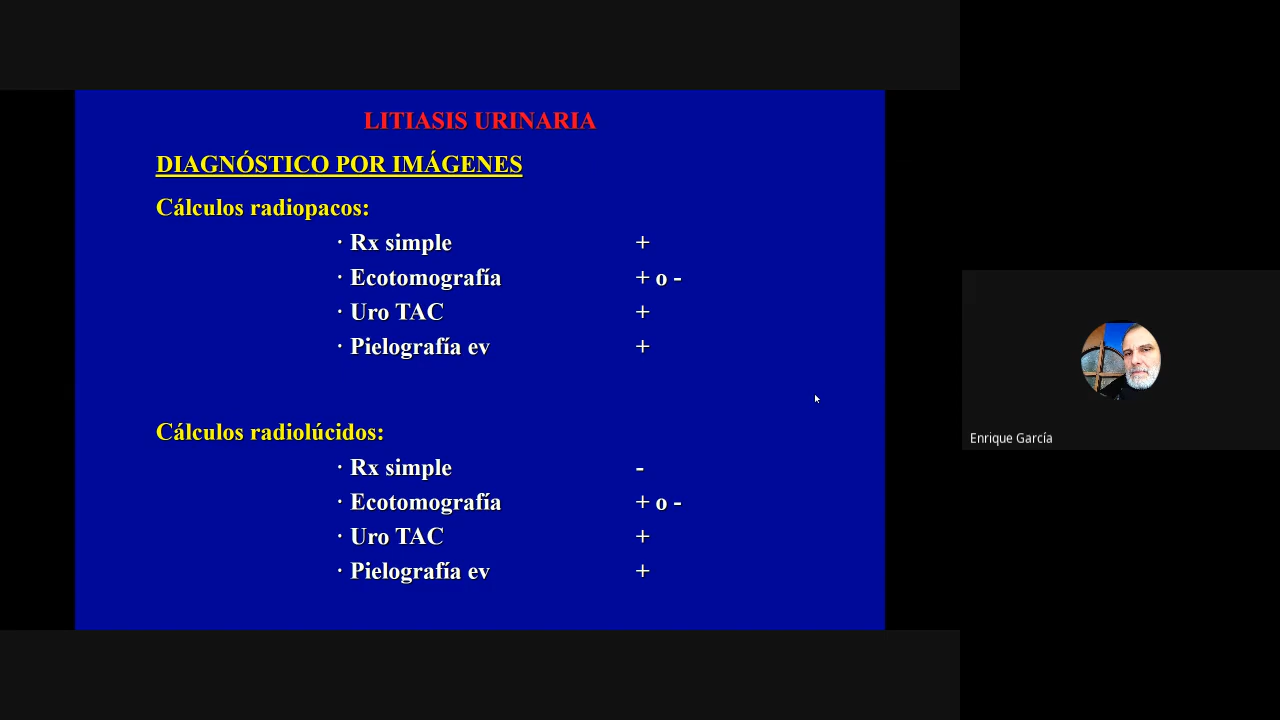 LITIASIS URINARIA
DIAGNÓSTICO POR IMÁGENES
Cálculos radiopacos:
· Rx simple +
· Ecotomografía + o -
· Uro TAC +
· Pielografía ev +
Cálculos radiolúcidos:
· Rx simple -
· Ecotomografía + o -
· Uro TAC +
· Pielografía ev +
Enrique García